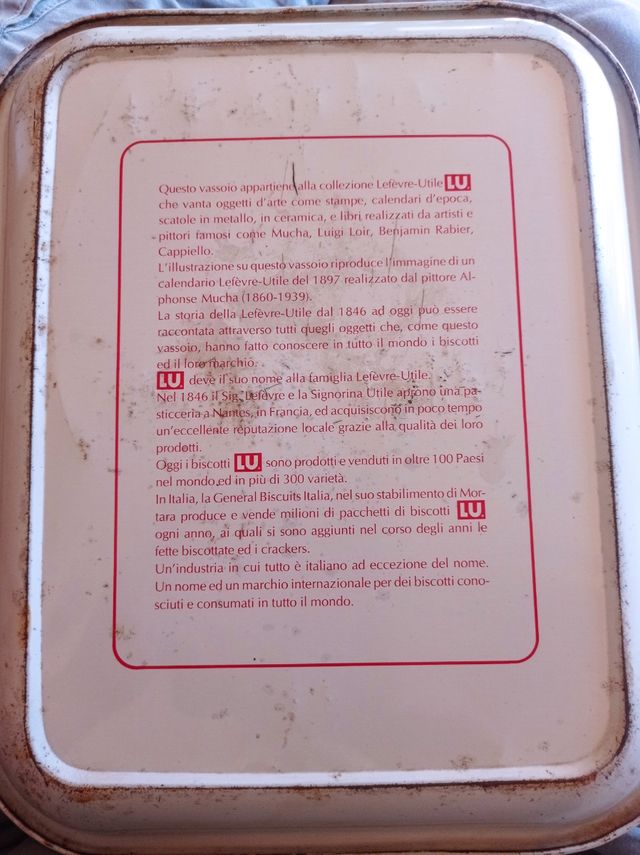 Questo vassoio appartiene alla collezione Lefèvre-Utile LU
che vanta oggetti d'arte come stampe, calendari d'epoca,
scatole in metallo, in ceramica, e libri realizzati da artisti e
pittori famosi come Mucha, Luigi Loir, Benjamin Rabier,
Cappiello.
L'illustrazione su questo vassoio riproduce l'immagine di un
calendario Lefèvre-Utile del 1897 realizzato dal pittore Al-
phonse Mucha (1860-1939).
La storia della Lefèvre-Utile dal 1846 ad oggi può essere
raccontata attraverso tutti quegli oggetti che, come questo
vassoio, hanno fatto conoscere in tutto il mondo i biscotti
ed il loro marchio.
LU deve il suo nome alla famiglia Lefèvre-Utile.
Nel 1846 il Sig. Lefèvre e la Signorina Utile aprono una pa-
sticceria a Nantes, in Francia, ed acquisiscono in poco tempo
un'eccellente reputazione locale grazie alla qualità dei loro
prodotti.
Oggi i biscotti LU sono prodotti e venduti in oltre 100 Paesi
nel mondo,ed in più di 300 varietà.
In Italia, la General Biscuits Italia, nel suo stabilimento di Mor-
tara produce e vende milioni di pacchetti di biscotti LU
ogni anno, ai quali si sono aggiunti nel corso degli anni le
fette biscottate ed i crackers.
Un'industria in cui tutto è italiano ad eccezione del nome.
Un nome ed un marchio internazionale per dei biscotti cono-
sciuti e consumati in tutto il mondo.